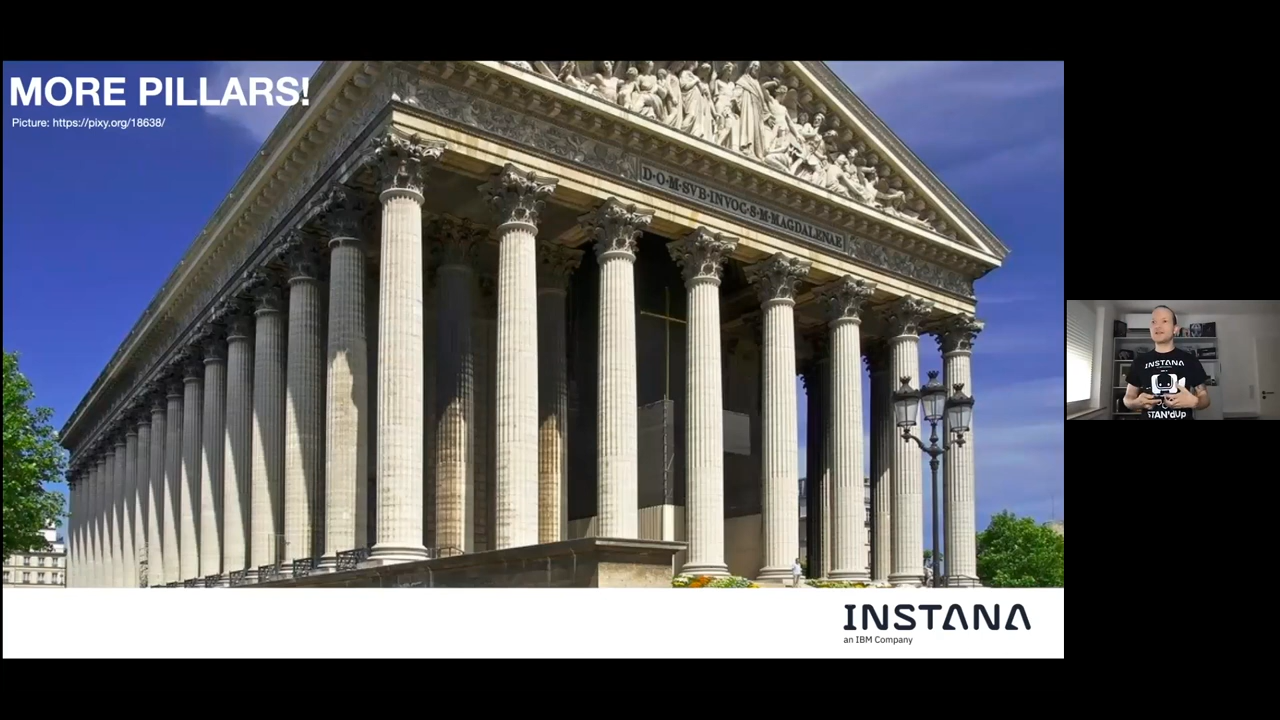 MORE PILLARS!
Picture: https://pixy.org/18638/
D·O·M·SVB·INVOC·S·M·MAGDALENAE
INSTANA
an IBM Company
INSTANA
STAN'dUp